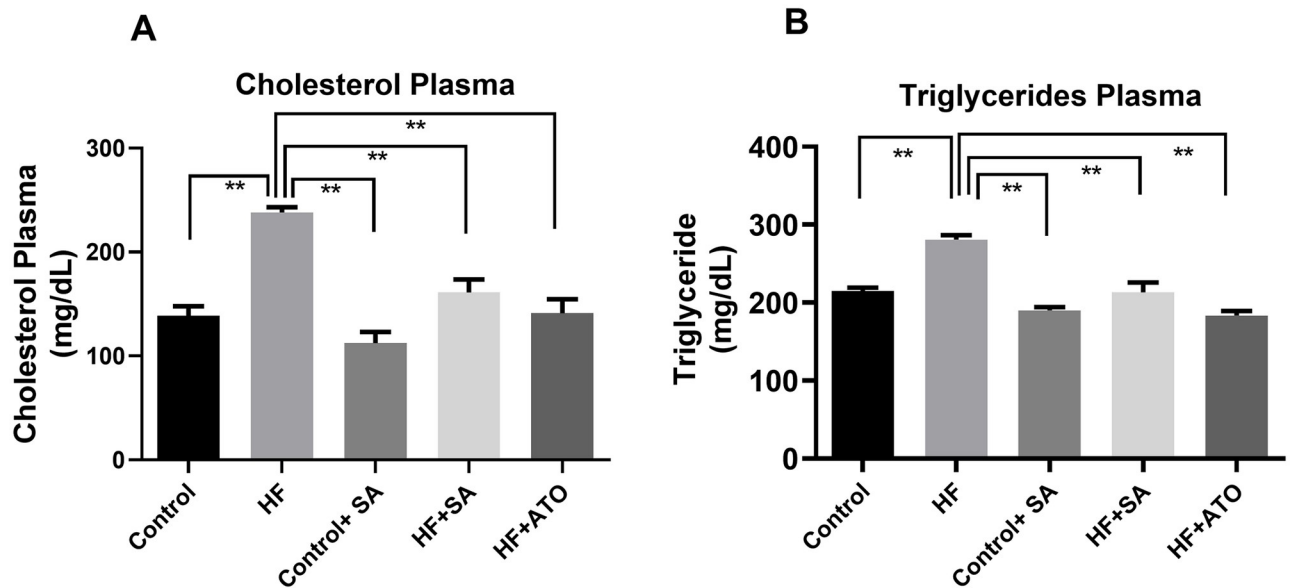 A
Cholesterol Plasma
**
**
**
**
Cholesterol Plasma
(mg/dL)
300
200
100
0
Control
HF
Control+ SA
HF+SA
HF+ATO
B
Triglycerides Plasma
**
**
**
**
Triglyceride
(mg/dL)
400
300
200
100
0
Control
HF
Control+ SA
HF+SA
HF+ATO